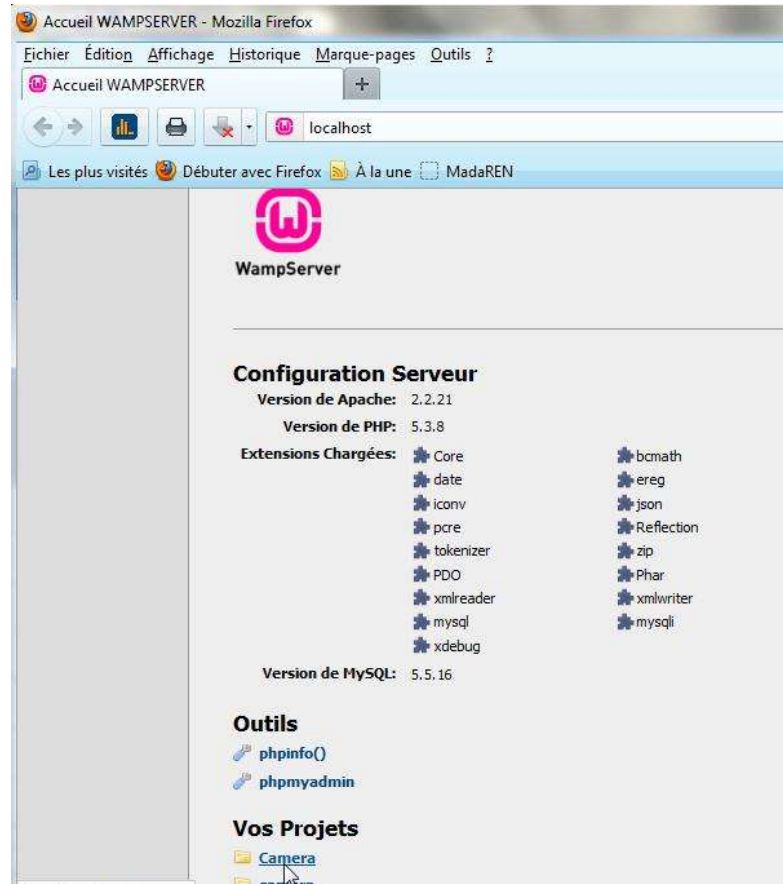 Accueil WAMPSERVER - Mozilla Firefox
Fichier Édition Affichage Historique Marque-pages Outils ?
Accueil WAMPSERVER +
localhost
Les plus visités Débuter avec Firefox À la une MadaREN
WampServer
Configuration Serveur
Version de Apache: 2.2.21
Version de PHP: 5.3.8
Extensions Chargées: Core bcmath
date ereg
iconv json
pcre Reflection
tokenizer zip
PDO Phar
xmlreader xmlwriter
mysql mysqli
xdebug
Version de MySQL: 5.5.16
Outils
phpinfo()
phpmyadmin
Vos Projets
Camera